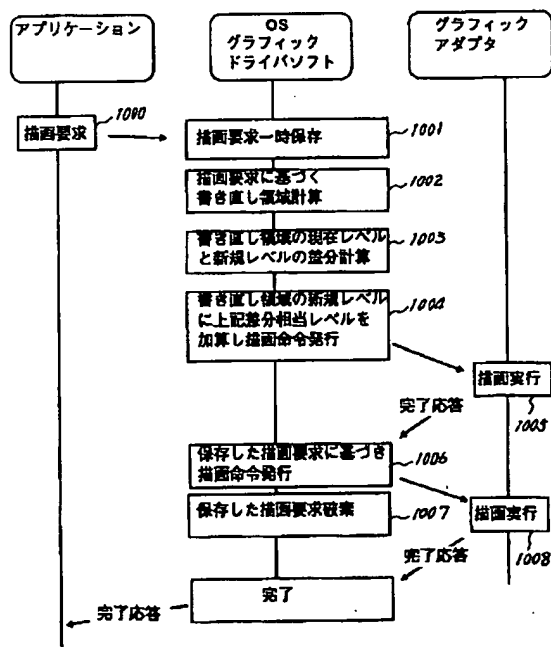 アプリケーション
OS
グラフィック
ドライバソフト
グラフィック
アダプタ
描画要求
1000
描画要求一時保存
1001
描画要求に基づく
書き直し領域計算
1002
書き直し領域の現在レベル
と新規レベルの差分計算
1003
書き直し領域の新規レベル
に上記差分相当レベルを
加算し描画命令発行
1004
描画実行
1005
完了応答
保存した描画要求に基づき
描画命令発行
1006
保存した描画要求破棄
1007
描画実行
1008
完了応答
完了
完了応答